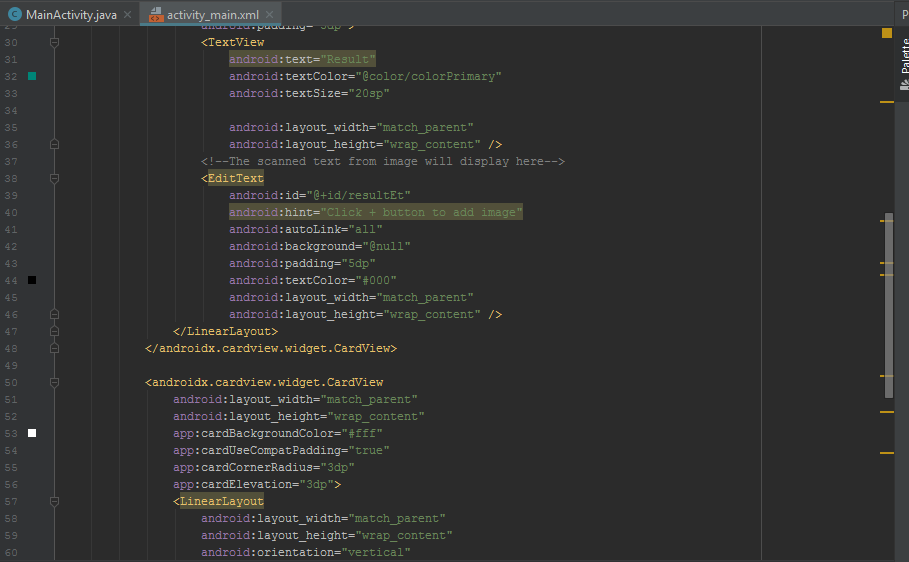 MainActivity.java
activity_main.xml
P
Palette
29 android:padding="5dp">
30 <TextView
31 android:text="Result"
32 android:textColor="@color/colorPrimary"
33 android:textSize="20sp"
34
35 android:layout_width="match_parent"
36 android:layout_height="wrap_content" />
37 <!--The scanned text from image will display here-->
38 <EditText
39 android:id="@+id/resultEt"
40 android:hint="Click + button to add image"
41 android:autoLink="all"
42 android:background="@null"
43 android:padding="5dp"
44 android:textColor="#000"
45 android:layout_width="match_parent"
46 android:layout_height="wrap_content" />
47 </LinearLayout>
48 </androidx.cardview.widget.CardView>
49
50 <androidx.cardview.widget.CardView
51 android:layout_width="match_parent"
52 android:layout_height="wrap_content"
53 app:cardBackgroundColor="#fff"
54 app:cardUseCompatPadding="true"
55 app:cardCornerRadius="3dp"
56 app:cardElevation="3dp">
57 <LinearLayout
58 android:layout_width="match_parent"
59 android:layout_height="wrap_content"
60 android:orientation="vertical"